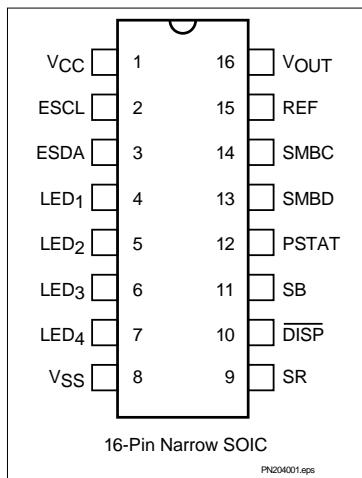 VCC 1 16 VOUT
ESCL 2 15 REF
ESDA 3 14 SMBC
LED1 4 13 SMBD
LED2 5 12 PSTAT
LED3 6 11 SB
LED4 7 10 DISP
VSS 8 9 SR
16-Pin Narrow SOIC
PN204001.eps